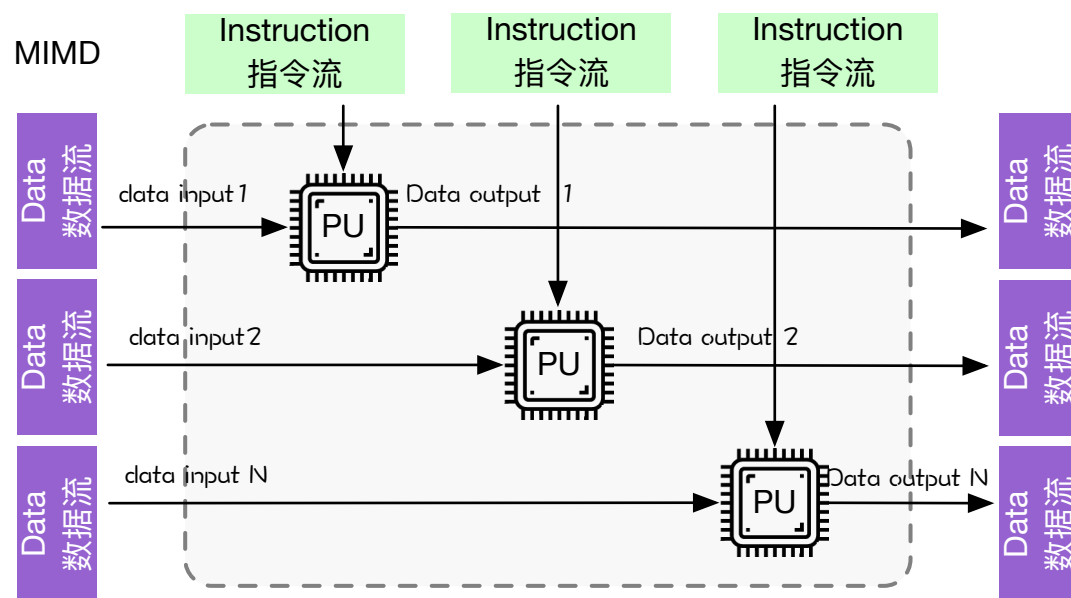 MIMD
Instruction
指令流
Instruction
指令流
Instruction
指令流
Data
数据流
data input1
PU
Data output 1
Data
数据流
Data
数据流
data input2
PU
Data output 2
Data
数据流
Data
数据流
data input N
PU
Data output N
Data
数据流